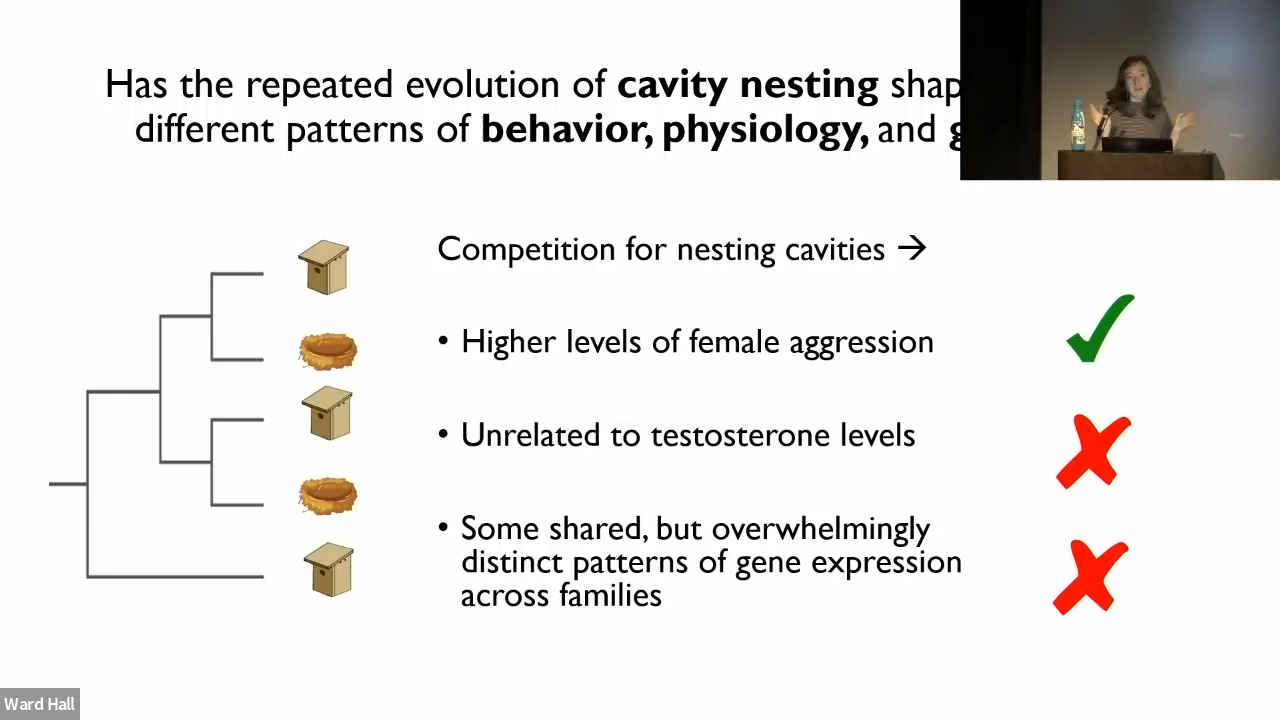 Has the repeated evolution of cavity nesting
different patterns of behavior, physiology, and
Competition for nesting cavities →
• Higher levels of female aggression
• Unrelated to testosterone levels
• Some shared, but overwhelmingly
distinct patterns of gene expression
across families
Ward Hall